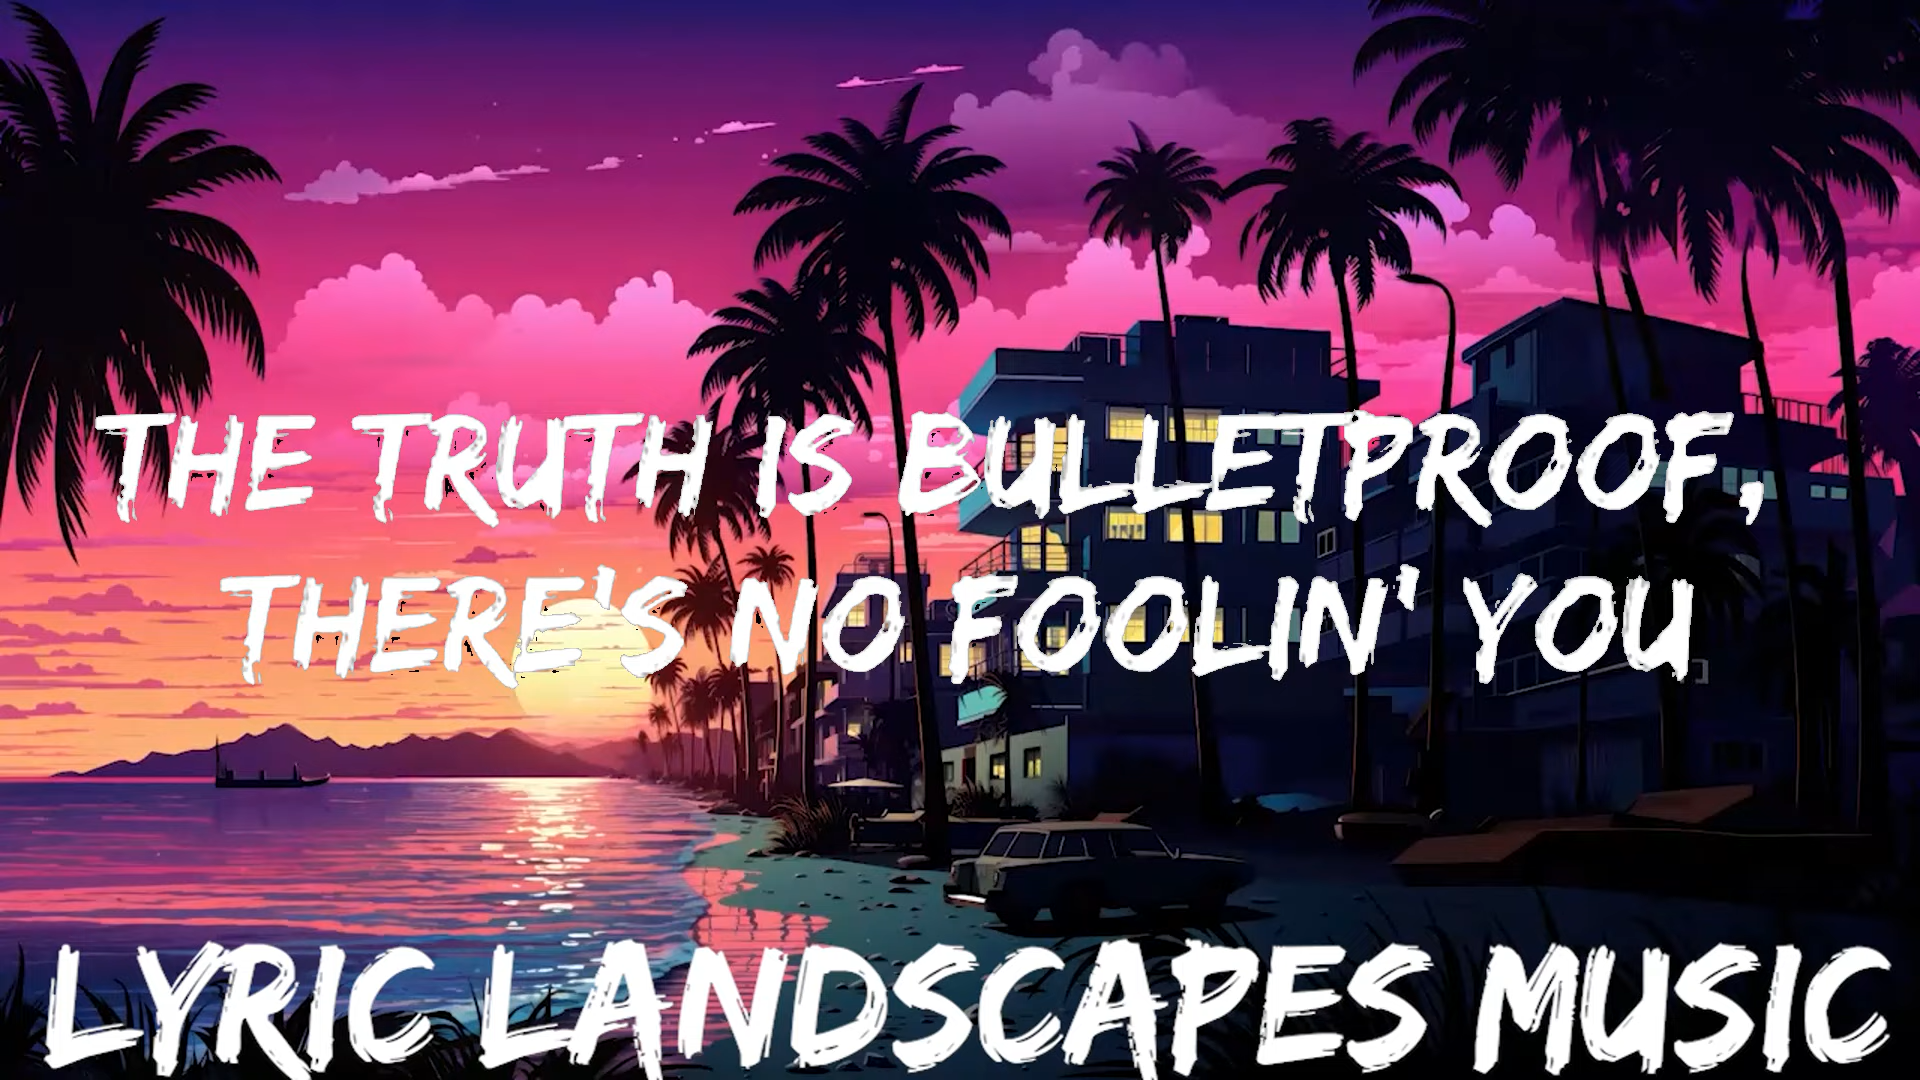 THE TRUTH IS BULLETPROOF,
THERE'S NO FOOLIN' YOU
LYRIC LANDSCAPES MUSIC